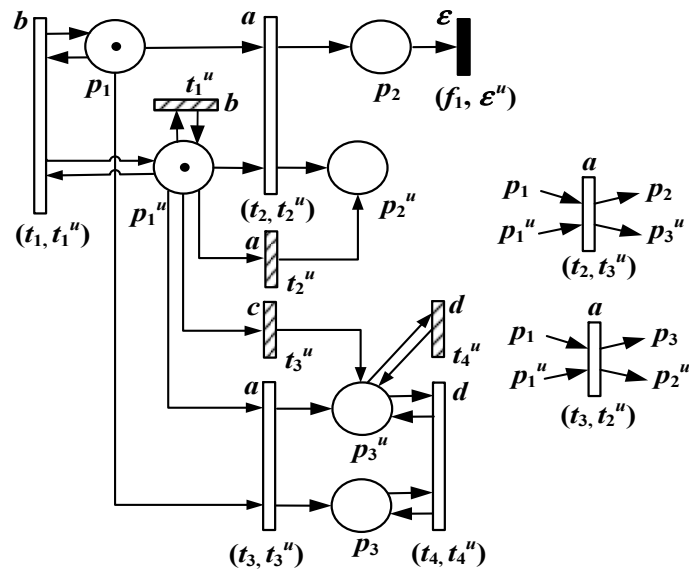 b
a
ε
p₁
p₂
(f₁, εᵘ)
t₁ᵘ
b
p₁ᵘ
(t₂, t₂ᵘ)
p₂ᵘ
(t₁, t₁ᵘ)
a
t₂ᵘ
c
d
t₃ᵘ
t₄ᵘ
a
d
p₃ᵘ
p₃
(t₃, t₃ᵘ)
(t₄, t₄ᵘ)
a
p₁
p₂
p₁ᵘ
p₃ᵘ
(t₂, t₃ᵘ)
a
p₁
p₃
p₁ᵘ
p₂ᵘ
(t₃, t₂ᵘ)